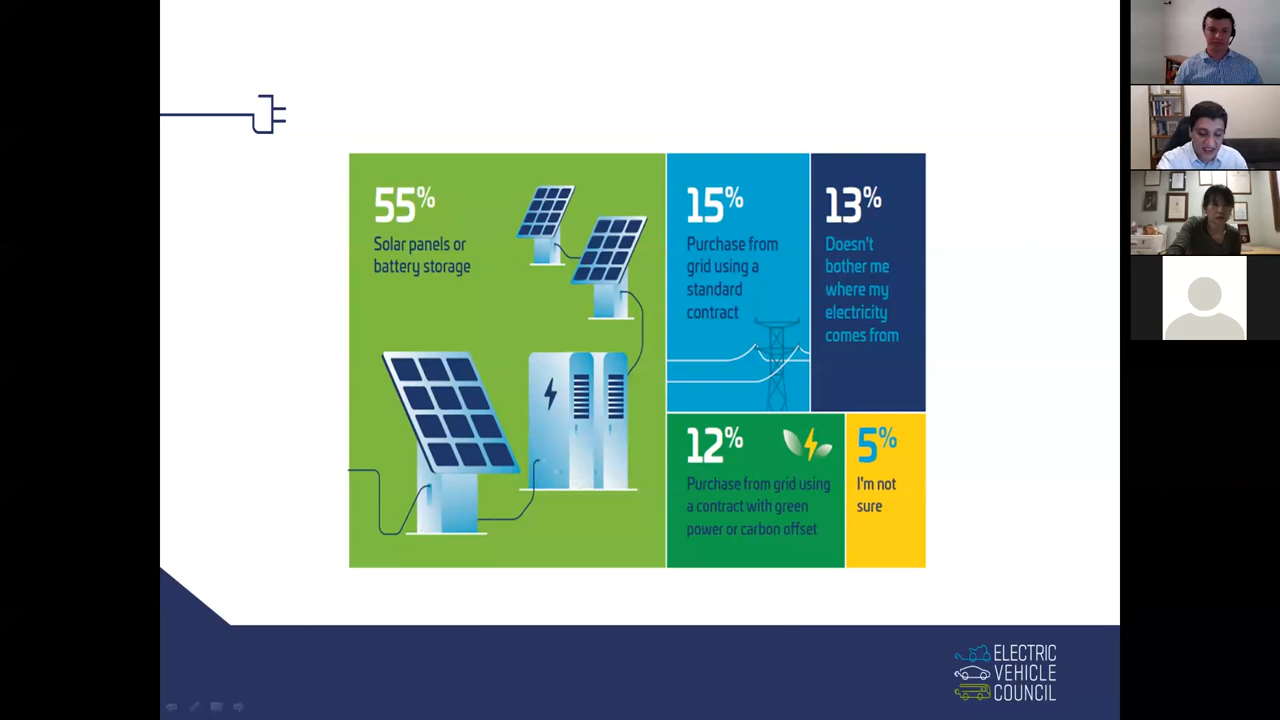 55%
Solar panels or
battery storage
15%
Purchase from
grid using a
standard
contract
13%
Doesn't
bother me
where my
electricity
comes from
12%
Purchase from grid using
a contract with green
power or carbon offset
5%
I'm not
sure
ELECTRIC
VEHICLE
COUNCIL